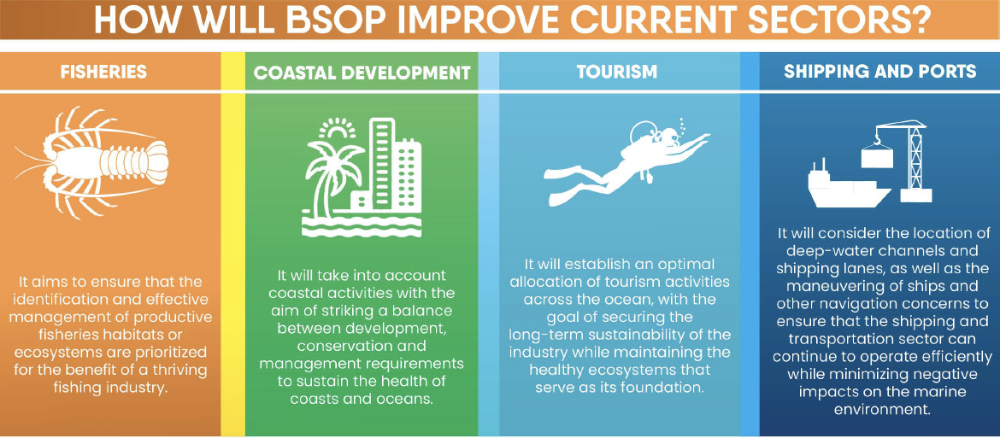 HOW WILL BSOP IMPROVE CURRENT SECTORS?
FISHERIES
It aims to ensure that the
identification and effective
management of productive
fisheries habitats or
ecosystems are prioritized
for the benefit of a thriving
fishing industry.
COASTAL DEVELOPMENT
It will take into account
coastal activities with the
aim of striking a balance
between development,
conservation and
management requirements
to sustain the health of
coasts and oceans.
TOURISM
It will establish an optimal
allocation of tourism activities
across the ocean, with the
goal of securing the
long-term sustainability of the
industry while maintaining the
healthy ecosystems that
serve as its foundation.
SHIPPING AND PORTS
It will consider the location of
deep-water channels and
shipping lanes, as well as the
maneuvering of ships and
other navigation concerns to
ensure that the shipping and
transportation sector can
continue to operate efficiently
while minimizing negative
impacts on the marine
environment.